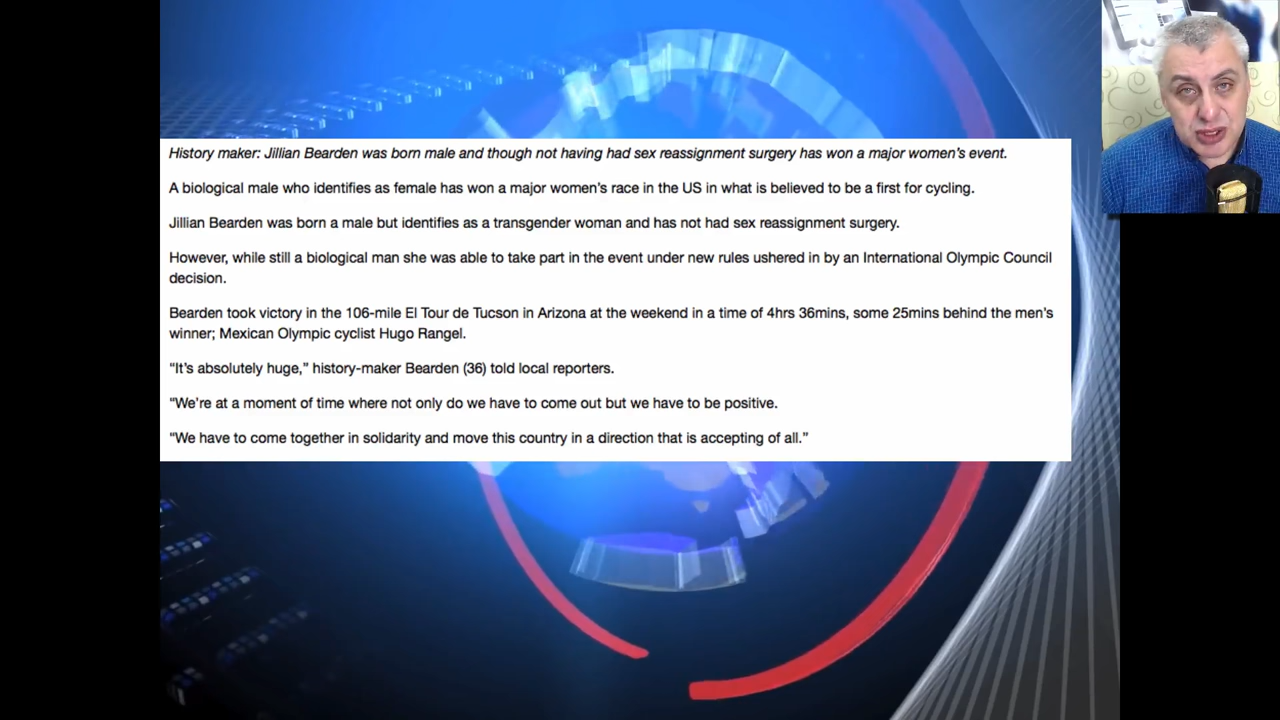 History maker: Jillian Bearden was born male and though not having had sex reassignment surgery has won a major women's event.
A biological male who identifies as female has won a major women's race in the US in what is believed to be a first for cycling.
Jillian Bearden was born a male but identifies as a transgender woman and has not had sex reassignment surgery.
However, while still a biological man she was able to take part in the event under new rules ushered in by an International Olympic Council
decision.
Bearden took victory in the 106-mile El Tour de Tucson in Arizona at the weekend in a time of 4hrs 36mins, some 25mins behind the men's
winner; Mexican Olympic cyclist Hugo Rangel.
“It's absolutely huge,” history-maker Bearden (36) told local reporters.
“We're at a moment of time where not only do we have to come out but we have to be positive.
“We have to come together in solidarity and move this country in a direction that is accepting of all.”